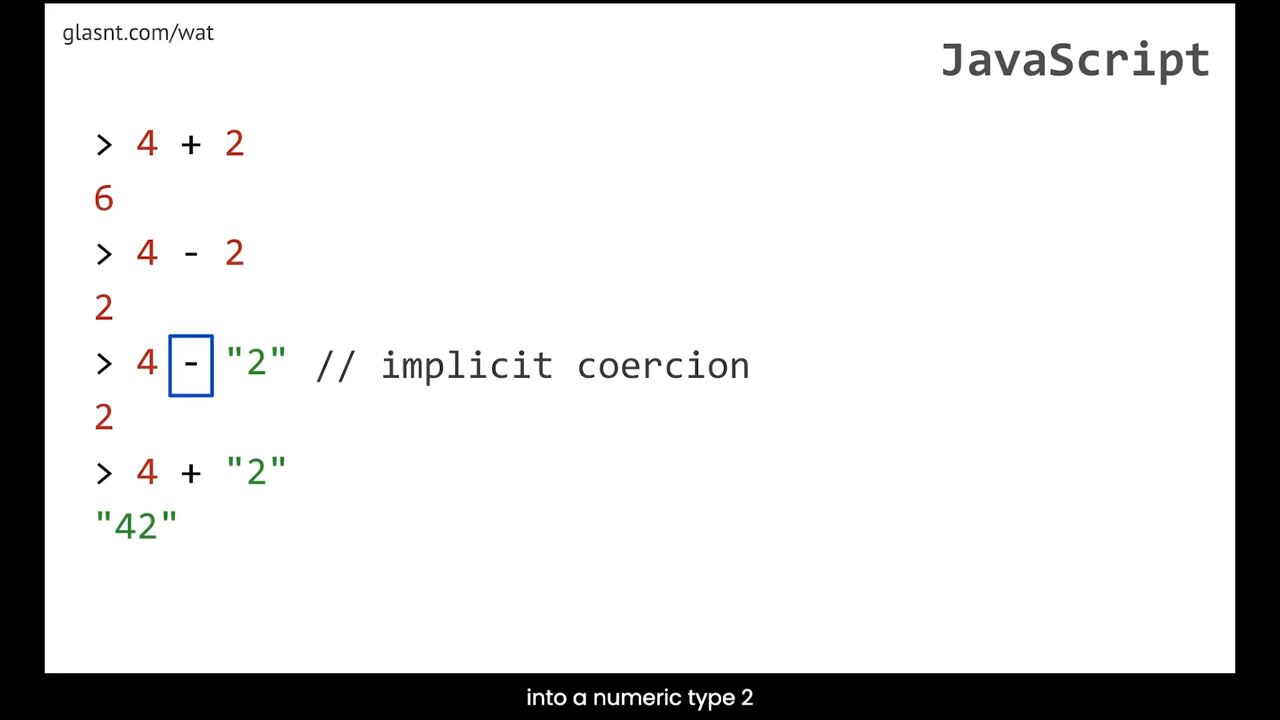 glasnt.com/wat
JavaScript
> 4 + 2
6
> 4 - 2
2
> 4 - "2" // implicit coercion
2
> 4 + "2"
"42"
into a numeric type 2